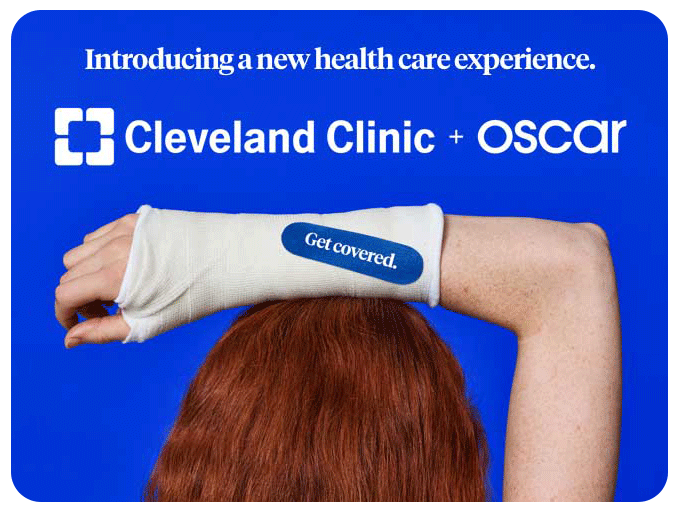 Introducing a new health care experience.
Cleveland Clinic + oscar
Get covered.